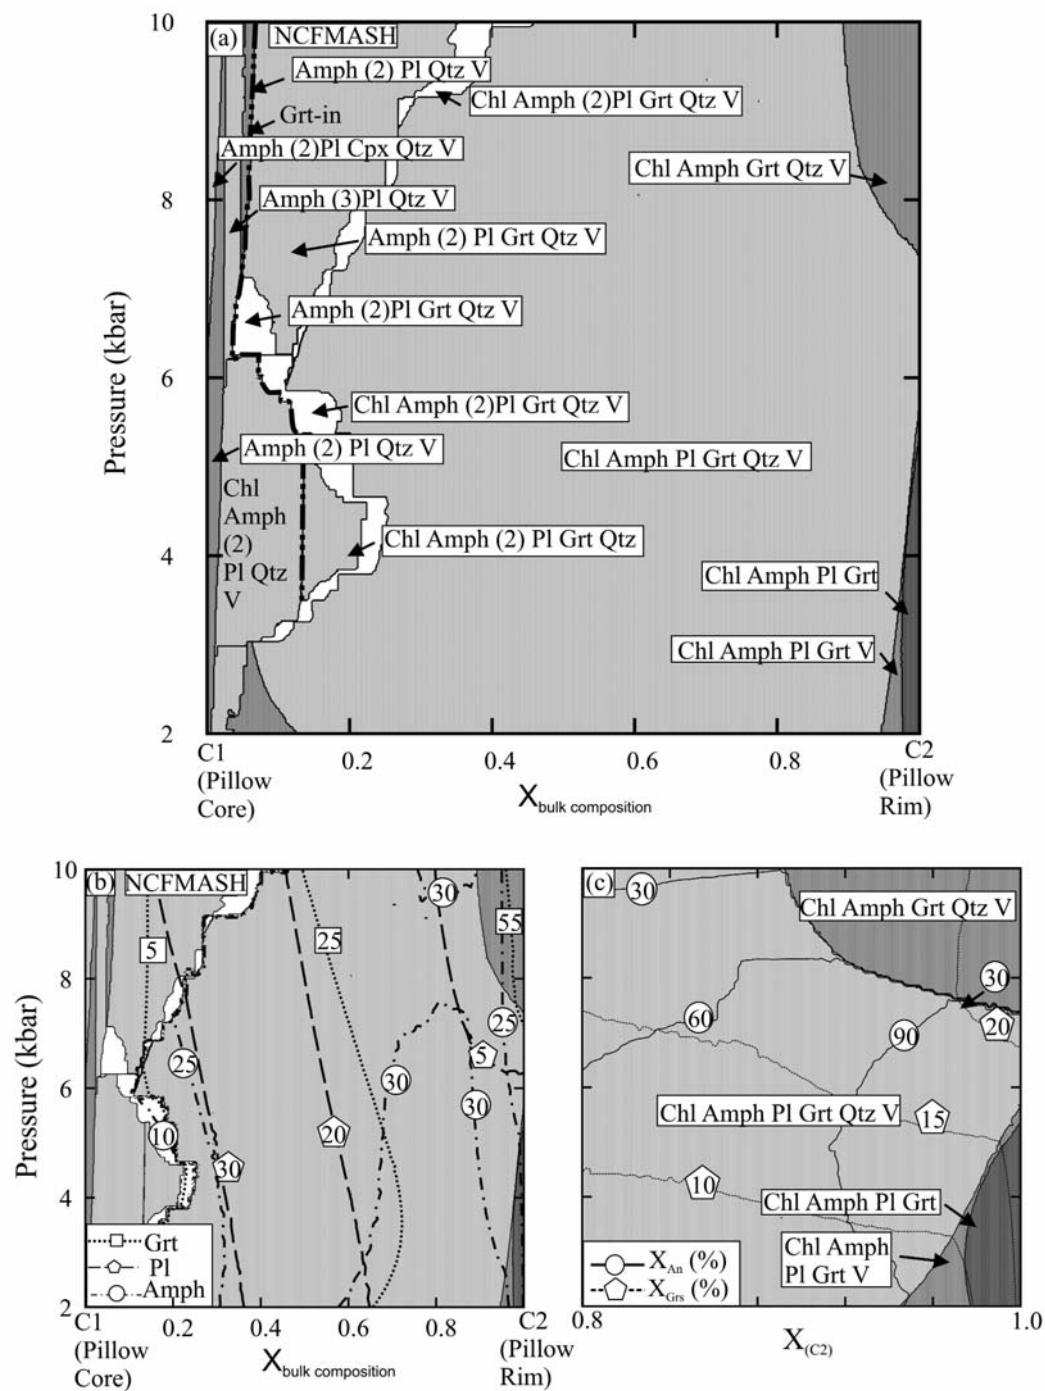 10
(a)
NCFMASH
Amph (2) Pl Qtz V
Chl Amph (2)Pl Grt Qtz V
Grt-in
Amph (2)Pl Cpx Qtz V
Chl Amph Grt Qtz V
8
Amph (3)Pl Qtz V
Amph (2) Pl Grt Qtz V
Amph (2)Pl Grt Qtz V
Pressure (kbar)
6
Chl Amph (2)Pl Grt Qtz V
Amph (2) Pl Qtz V
Chl Amph Pl Grt Qtz V
Chl
Amph
(2)
Pl Qtz
V
Chl Amph (2) Pl Grt Qtz
4
Chl Amph Pl Grt
Chl Amph Pl Grt V
2
C1
(Pillow
Core)
0.2
0.4
0.6
0.8
C2
(Pillow
Rim)
X bulk composition
10
(b)
NCFMASH
30
5
25
55
8
25
25
5
30
30
6
10
20
30
4
Pressure (kbar)
Grt
Pl
Amph
2
C1
(Pillow
Core)
0.2
0.4
0.6
0.8
C2
(Pillow
Rim)
X bulk composition
(c)
30
Chl Amph Grt Qtz V
30
60
90
20
Chl Amph Pl Grt Qtz V
15
10
Chl Amph Pl Grt
Chl Amph
Pl Grt V
X An (%)
X Grs (%)
0.8
1.0
X (C2)